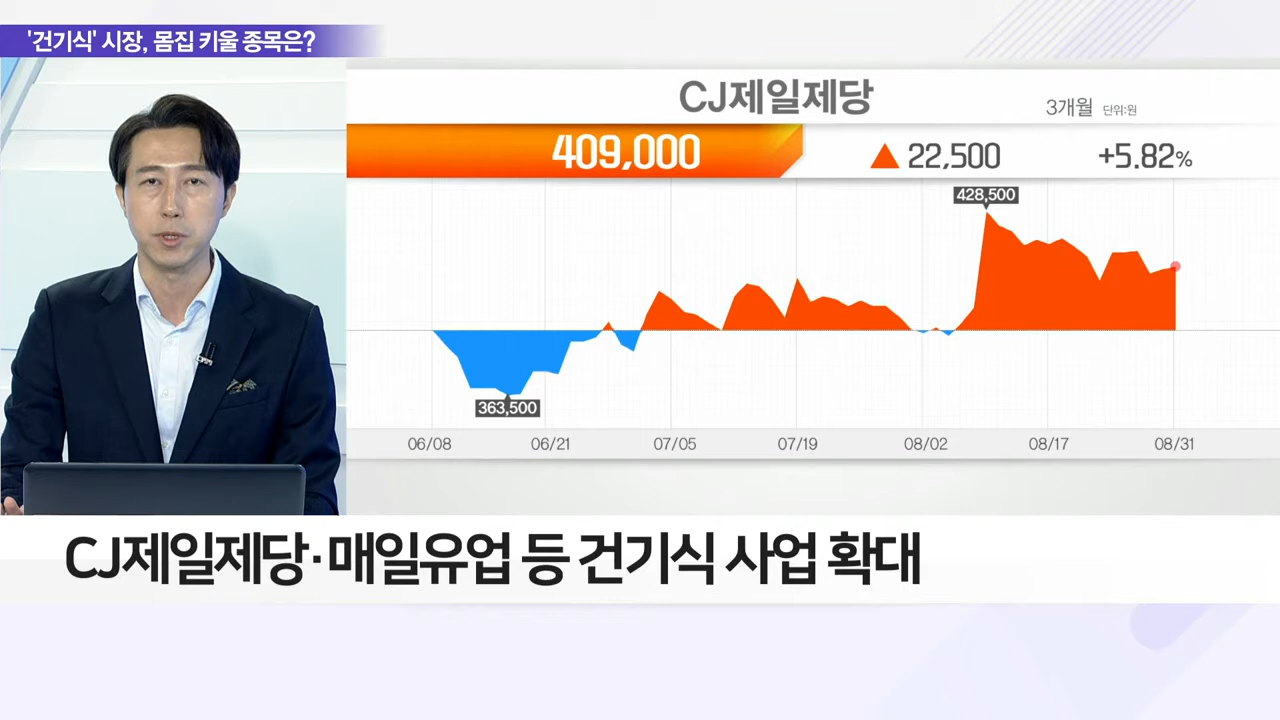 '건기식' 시장, 몸집 키울 종목은?
CJ제일제당
3개월 단위:원
409,000 ▲ 22,500 +5.82%
428,500
363,500
06/08 06/21 07/05 07/19 08/02 08/17 08/31
CJ제일제당·매일유업 등 건기식 사업 확대